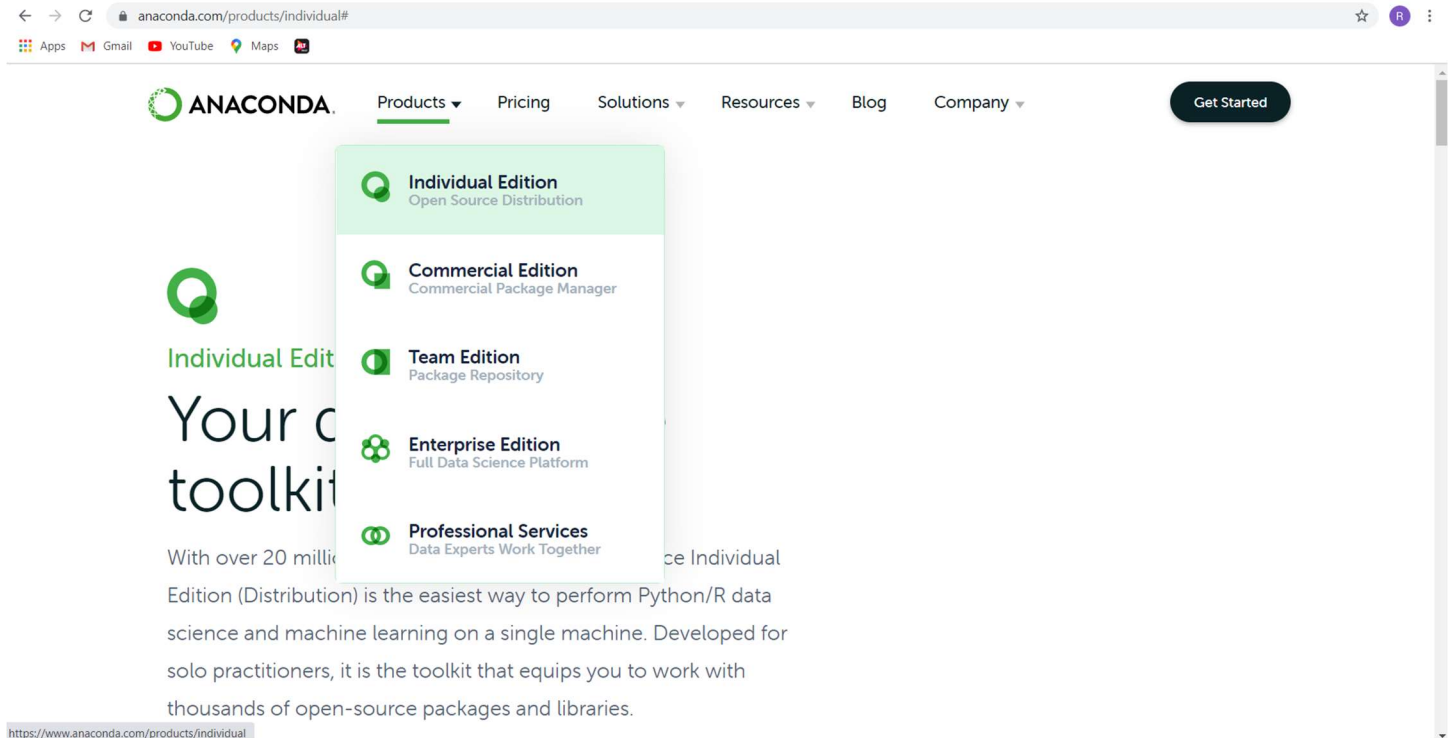 anaconda.com/products/individual#
R
Apps Gmail YouTube Maps
ANACONDA.
Products Pricing Solutions Resources Blog Company Get Started
Individual Edition
Open Source Distribution
Commercial Edition
Commercial Package Manager
Team Edition
Package Repository
Enterprise Edition
Full Data Science Platform
Professional Services
Data Experts Work Together
Individual Edit
Your
toolkit
With over 20 milli ce Individual
Edition (Distribution) is the easiest way to perform Python/R data
science and machine learning on a single machine. Developed for
solo practitioners, it is the toolkit that equips you to work with
thousands of open-source packages and libraries.
https://www.anaconda.com/products/individual